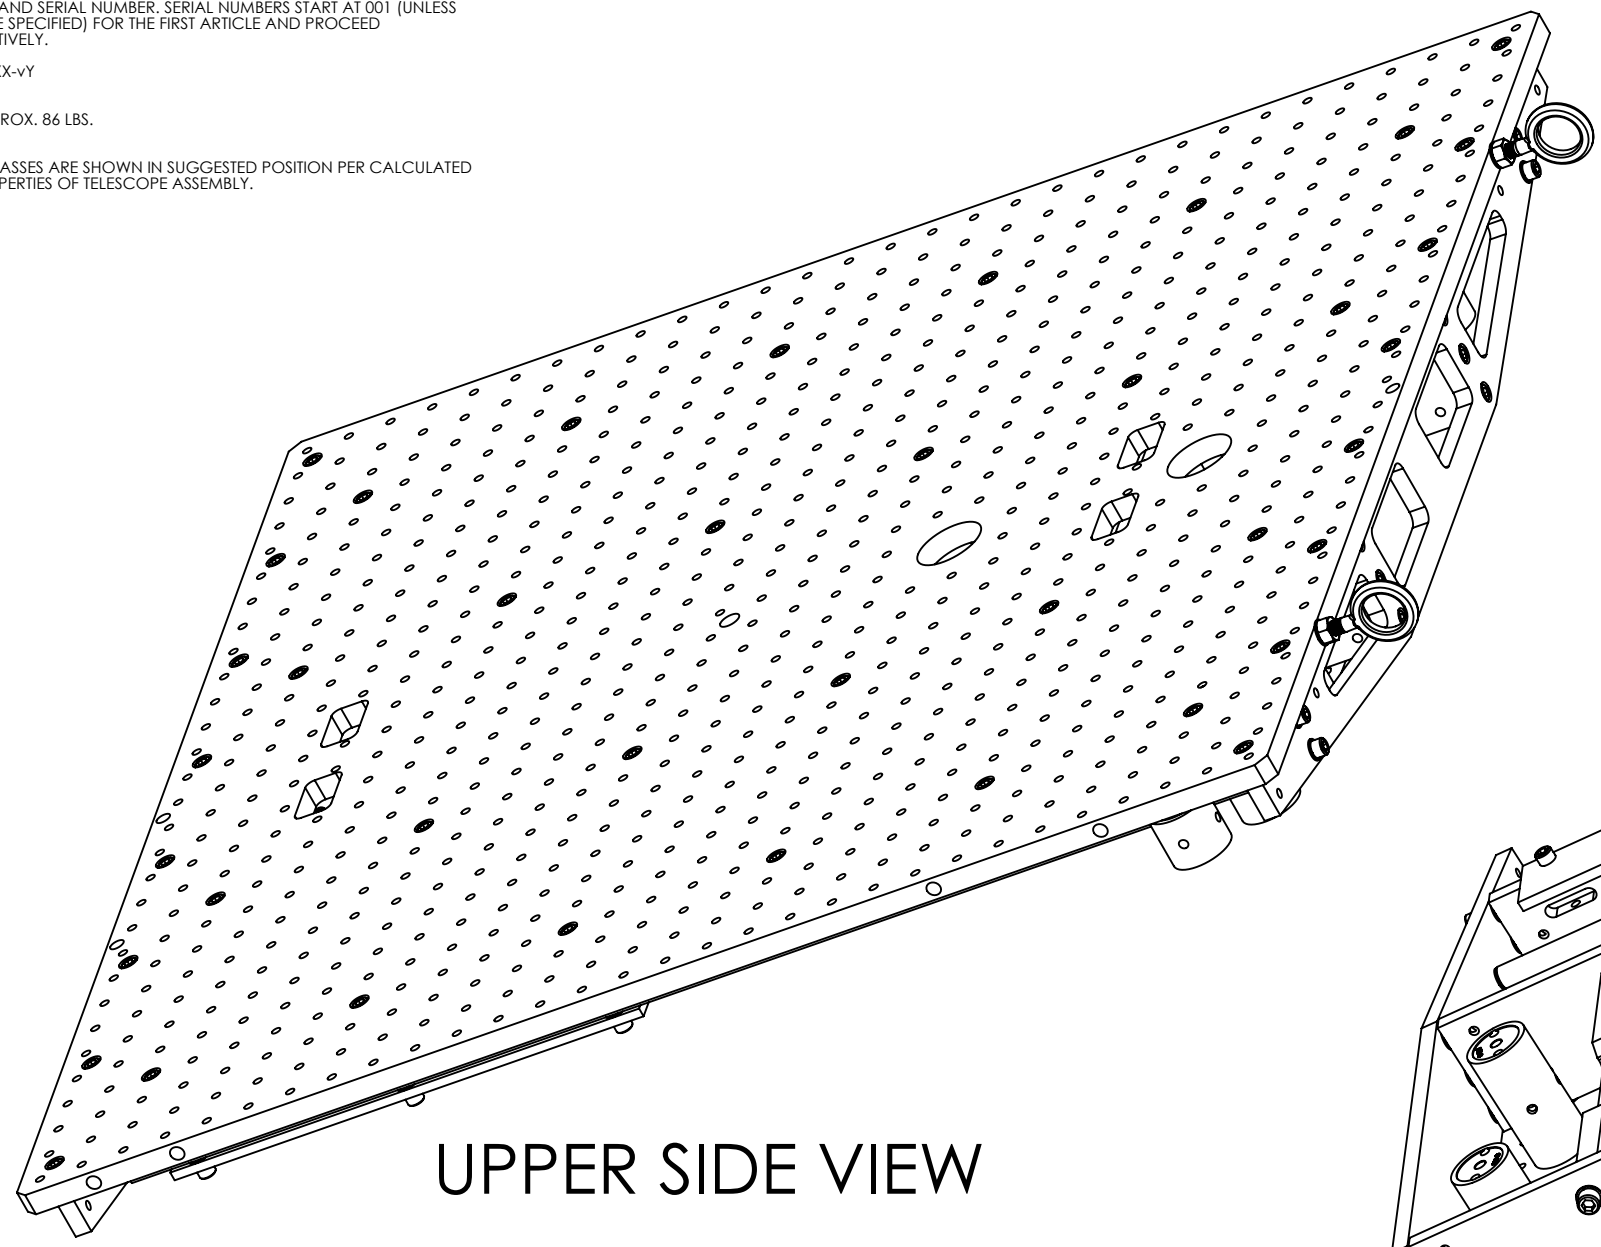 AND SERIAL NUMBER. SERIAL NUMBERS START AT 001 (UNLESS
E SPECIFIED) FOR THE FIRST ARTICLE AND PROCEED
TIVELY.
XX-vY
ROX. 86 LBS.
ASSES ARE SHOWN IN SUGGESTED POSITION PER CALCULATED
PERTIES OF TELESCOPE ASSEMBLY.
UPPER SIDE VIEW